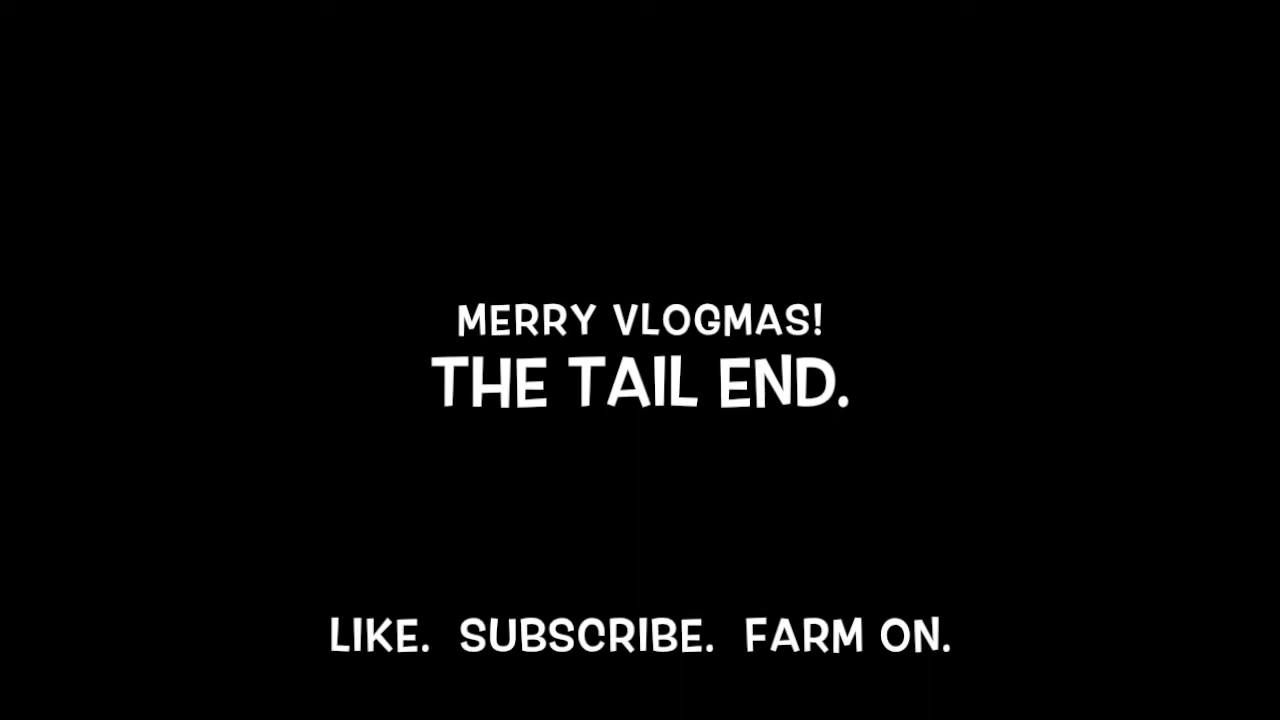 MERRY VLOGMAS!
THE TAIL END.
LIKE. SUBSCRIBE. FARM ON.